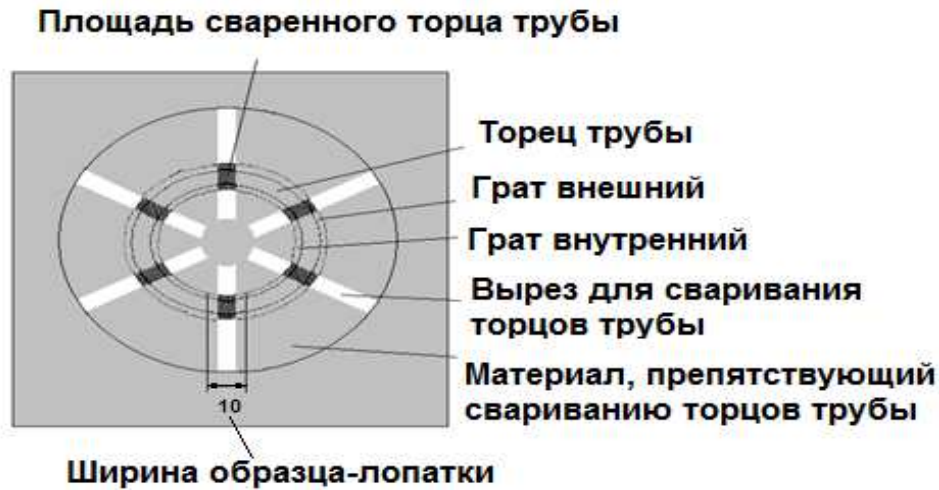 Площадь сваренного торца трубы
Торец трубы
Грат внешний
Грат внутренний
Вырез для сваривания
торцов трубы
Материал, препятствующий
свариванию торцов трубы
10
Ширина образца-лопатки